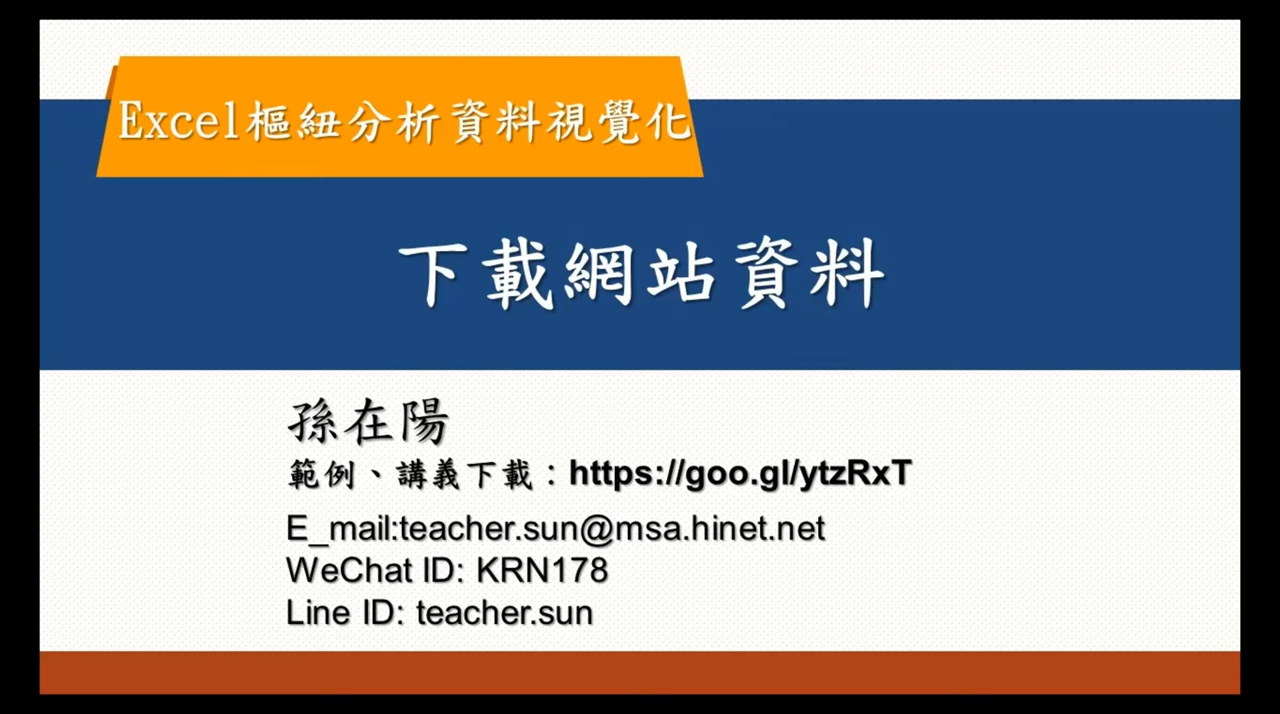 Excel樞紐分析資料視覺化
下載網站資料
孫在陽
範例、講義下載：https://goo.gl/ytzRxT
E_mail:teacher.sun@msa.hinet.net
WeChat ID: KRN178
Line ID: teacher.sun